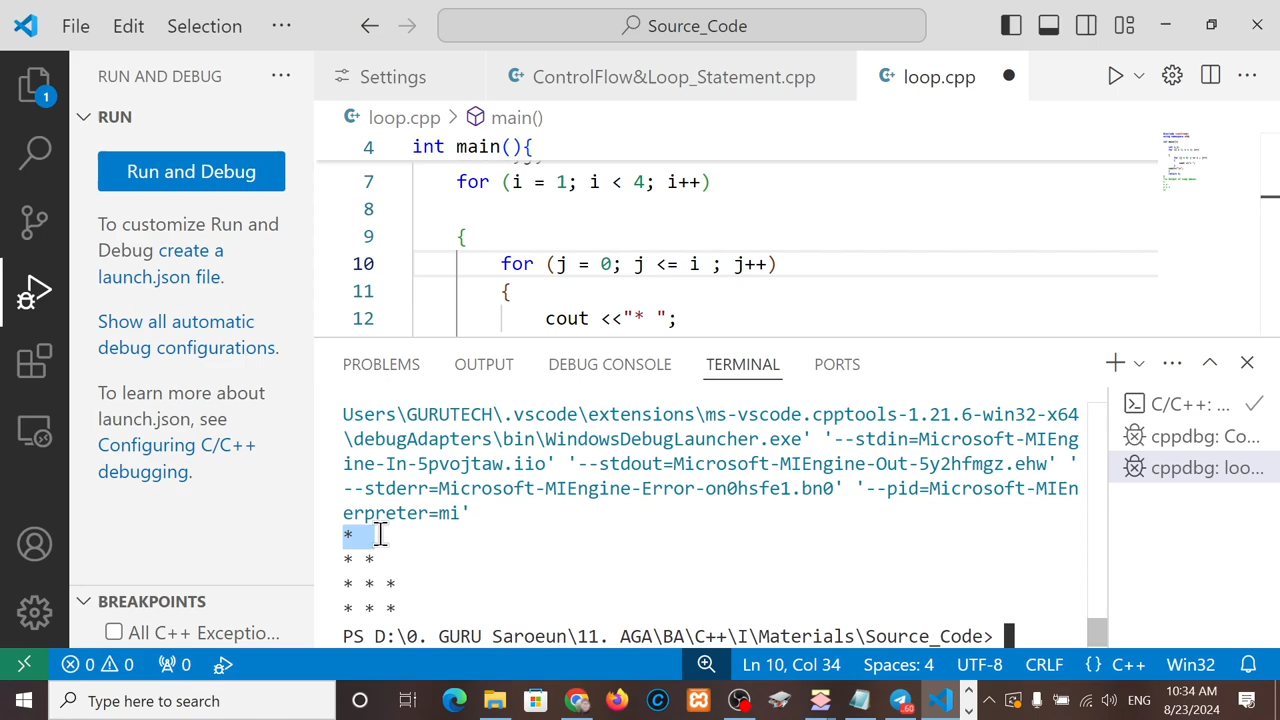 File Edit Selection ··· Source_Code
RUN AND DEBUG ···
RUN
Run and Debug
To customize Run and
Debug create a
launch.json file.
Show all automatic
debug configurations.
To learn more about
launch.json, see
Configuring C/C++
debugging.
BREAKPOINTS
All C++ Exceptio...
1
Settings ControlFlow&Loop_Statement.cpp loop.cpp ···
loop.cpp > main()
4 int main(){
7 for (i = 1; i < 4; i++)
8
9 {
10 for (j = 0; j <= i ; j++)
11 {
12 cout <<"* ";
PROBLEMS OUTPUT DEBUG CONSOLE TERMINAL PORTS ···
Users\GURUTECH\.vscode\extensions\ms-vscode.cpptools-1.21.6-win32-x64
\debugAdapters\bin\WindowsDebugLauncher.exe' '--stdin=Microsoft-MIEng
ine-In-5pvojtaw.iio' '--stdout=Microsoft-MIEngine-Out-5y2hfmgz.ehw' '
--stderr=Microsoft-MIEngine-Error-on0hsfe1.bn0' '--pid=Microsoft-MIEn
erpreter=mi'
*
* *
* * *
* * *
PS D:\0. GURU Saroeun\11. AGA\BA\C++\I\Materials\Source_Code>
C/C++: ...
cppdbg: Co...
cppdbg: loo...
0 0 0 Ln 10, Col 34 Spaces: 4 UTF-8 CRLF {} C++ Win32
Type here to search 60 ENG 10:34 AM
8/23/2024